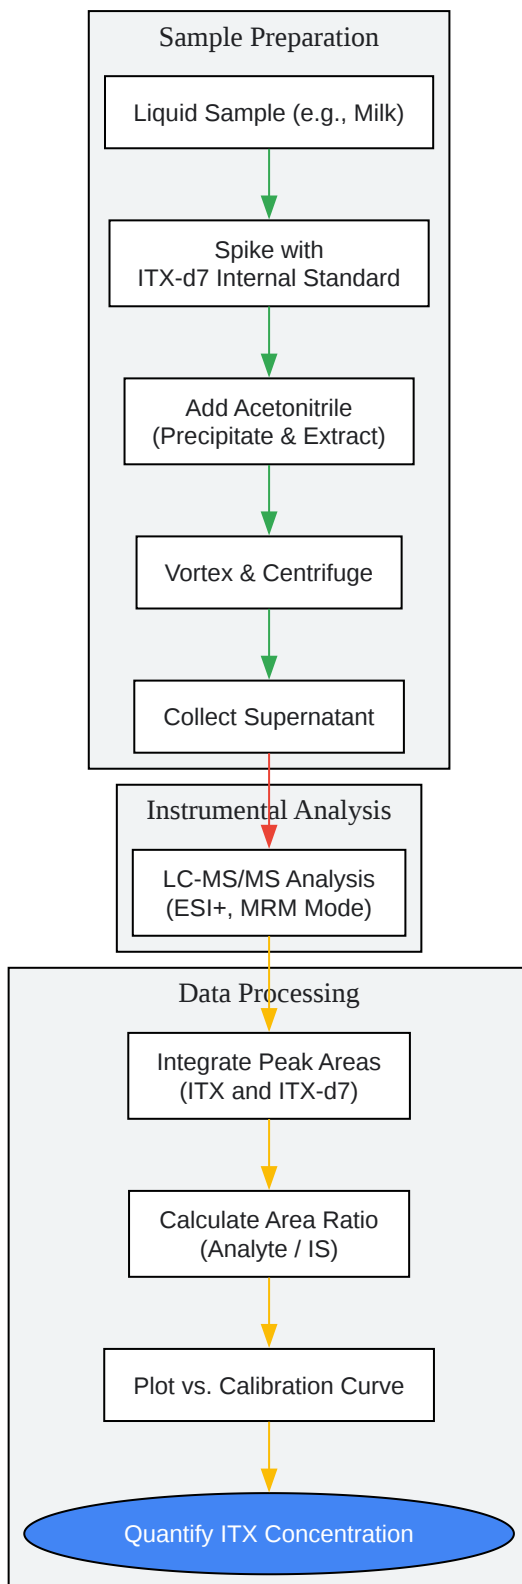 Sample Preparation
Liquid Sample (e.g., Milk)
Spike with
ITX-d7 Internal Standard
Add Acetonitrile
(Precipitate & Extract)
Vortex & Centrifuge
Collect Supernatant
Instrumental Analysis
LC-MS/MS Analysis
(ESI+, MRM Mode)
Data Processing
Integrate Peak Areas
(ITX and ITX-d7)
Calculate Area Ratio
(Analyte / IS)
Plot vs. Calibration Curve
Quantify ITX Concentration